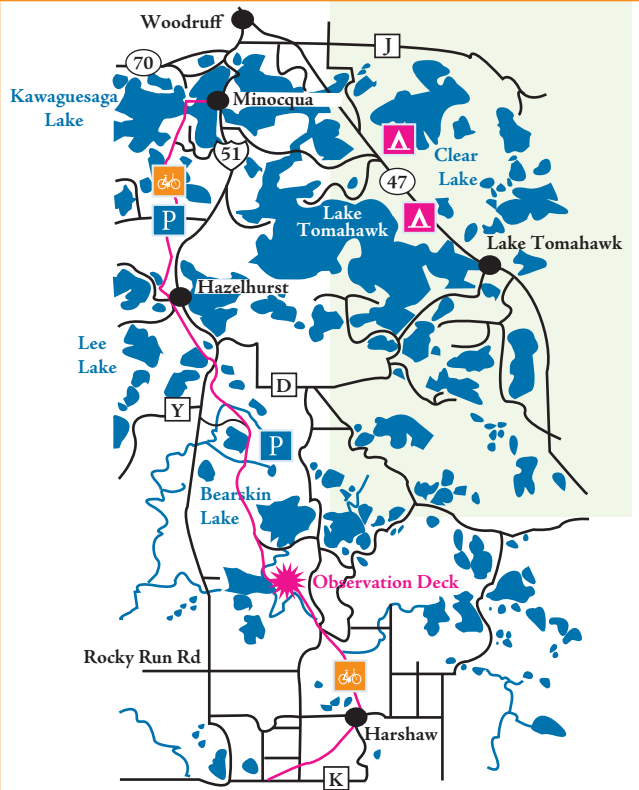 Woodruff
J
70
Kawaguesaga
Lake
Minocqua
51
Clear
Lake
47
P
Lake
Tomahawk
Lake Tomahawk
Hazelhurst
Lee
Lake
D
Y
P
Bearskin
Lake
Observation Deck
Rocky Run Rd
Harshaw
K